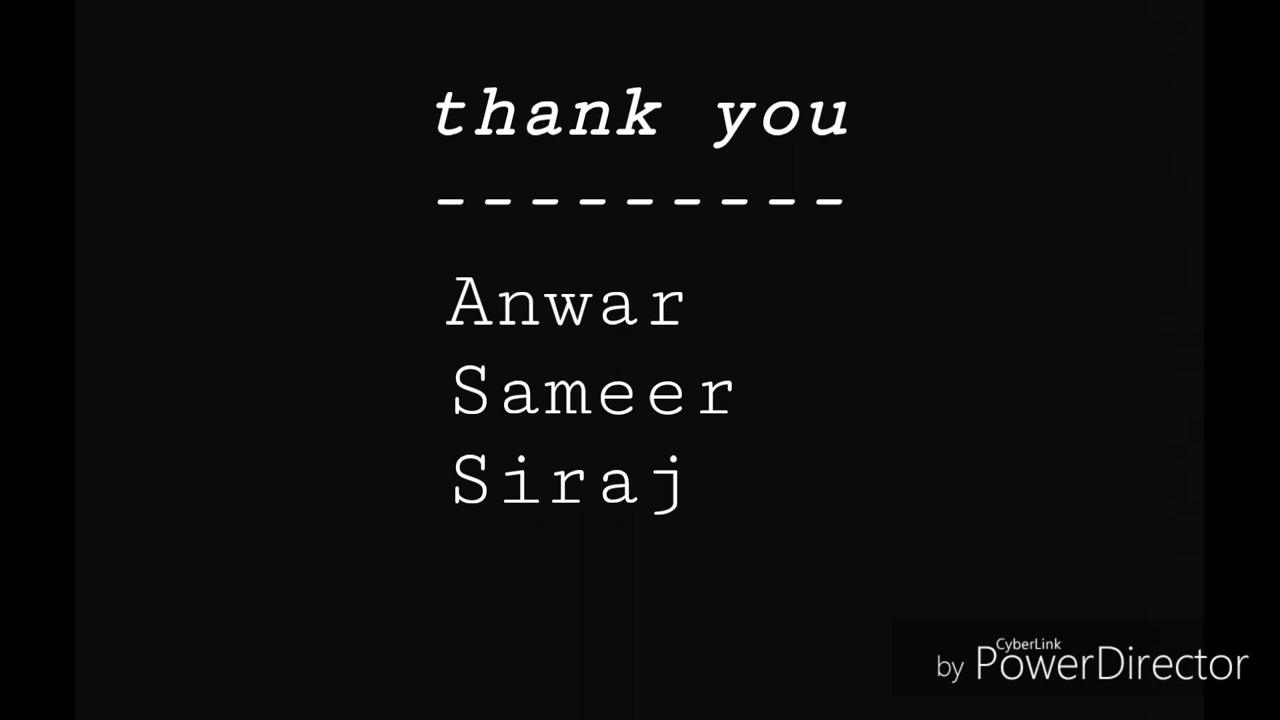 thank you
---------
Anwar
Sameer
Siraj
CyberLink
by PowerDirector